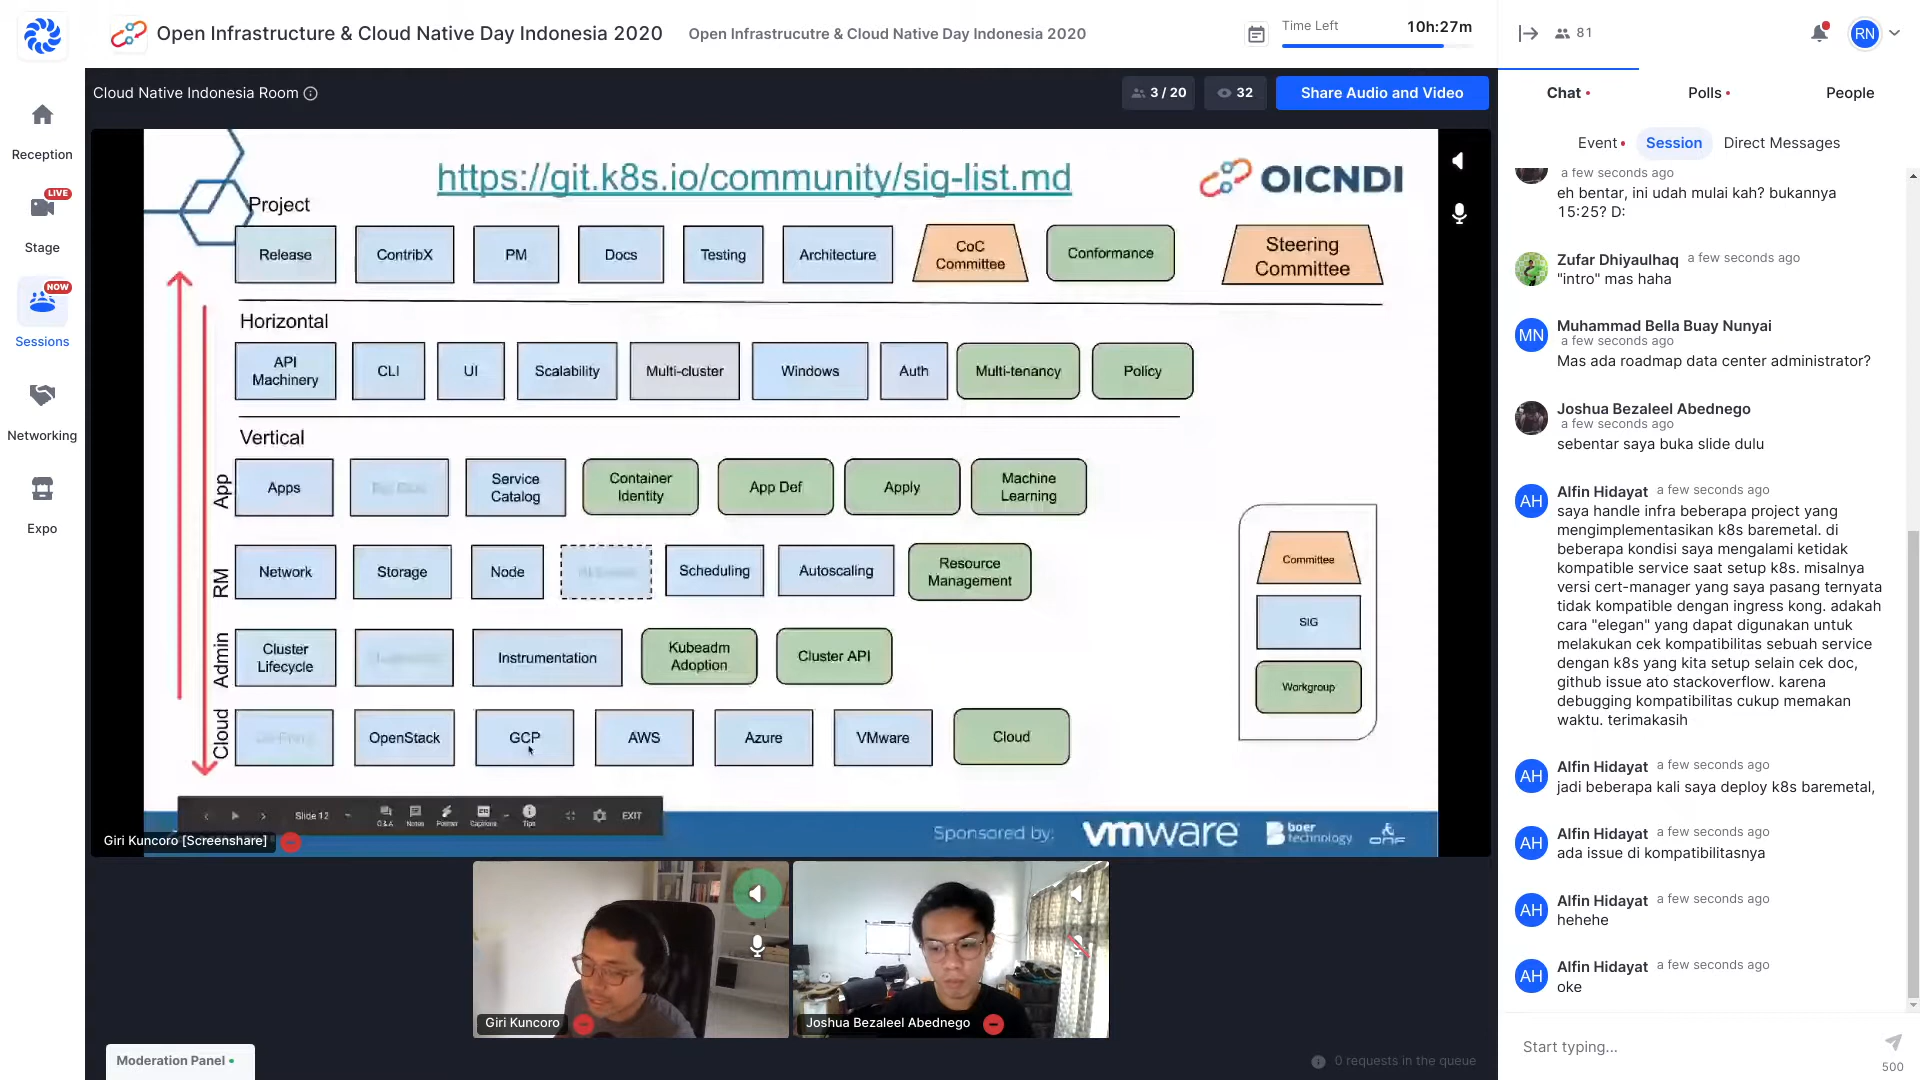 Open Infrastructure & Cloud Native Day Indonesia 2020
Open Infrastrucutre & Cloud Native Day Indonesia 2020
Time Left
10h:27m
81
RN
Reception
LIVE
Stage
NOW
Sessions
Networking
Expo
Cloud Native Indonesia Room
3 / 20
32
Share Audio and Video
https://git.k8s.io/community/sig-list.md
OICNDI
Project
Release
ContribX
PM
Docs
Testing
Architecture
CoC
Committee
Conformance
Steering
Committee
Horizontal
API
Machinery
CLI
UI
Scalability
Multi-cluster
Windows
Auth
Multi-tenancy
Policy
Vertical
App
Apps
Service
Catalog
Container
Identity
App Def
Apply
Machine
Learning
RM
Network
Storage
Node
Scheduling
Autoscaling
Resource
Management
Admin
Cluster
Lifecycle
Instrumentation
Kubeadm
Adoption
Cluster API
Cloud
OpenStack
GCP
AWS
Azure
VMware
Cloud
Committee
SIG
Workgroup
Slide 12
Q&A
Notes
Pointer
Captions
Tips
EXIT
Sponsored by:
vmware
boer
technology
Giri Kuncoro [Screenshare]
Giri Kuncoro
Joshua Bezaleel Abednego
Moderation Panel
0 requests in the queue
Chat
Polls
People
Event
Session
Direct Messages
a few seconds ago
eh bentar, ini udah mulai kah? bukannya
15:25? D:
Zufar Dhiyaulhaq a few seconds ago
"intro" mas haha
MN
Muhammad Bella Buay Nunyai
a few seconds ago
Mas ada roadmap data center administrator?
Joshua Bezaleel Abednego
a few seconds ago
sebentar saya buka slide dulu
AH
Alfin Hidayat a few seconds ago
saya handle infra beberapa project yang
mengimplementasikan k8s baremetal. di
beberapa kondisi saya mengalami ketidak
kompatible service saat setup k8s. misalnya
versi cert-manager yang saya pasang ternyata
tidak kompatible dengan ingress kong. adakah
cara "elegan" yang dapat digunakan untuk
melakukan cek kompatibilitas sebuah service
dengan k8s yang kita setup selain cek doc,
github issue ato stackoverflow. karena
debugging kompatibilitas cukup memakan
waktu. terimakasih
AH
Alfin Hidayat a few seconds ago
jadi beberapa kali saya deploy k8s baremetal,
AH
Alfin Hidayat a few seconds ago
ada issue di kompatibilitasnya
AH
Alfin Hidayat a few seconds ago
hehehe
AH
Alfin Hidayat a few seconds ago
oke
Start typing...
500